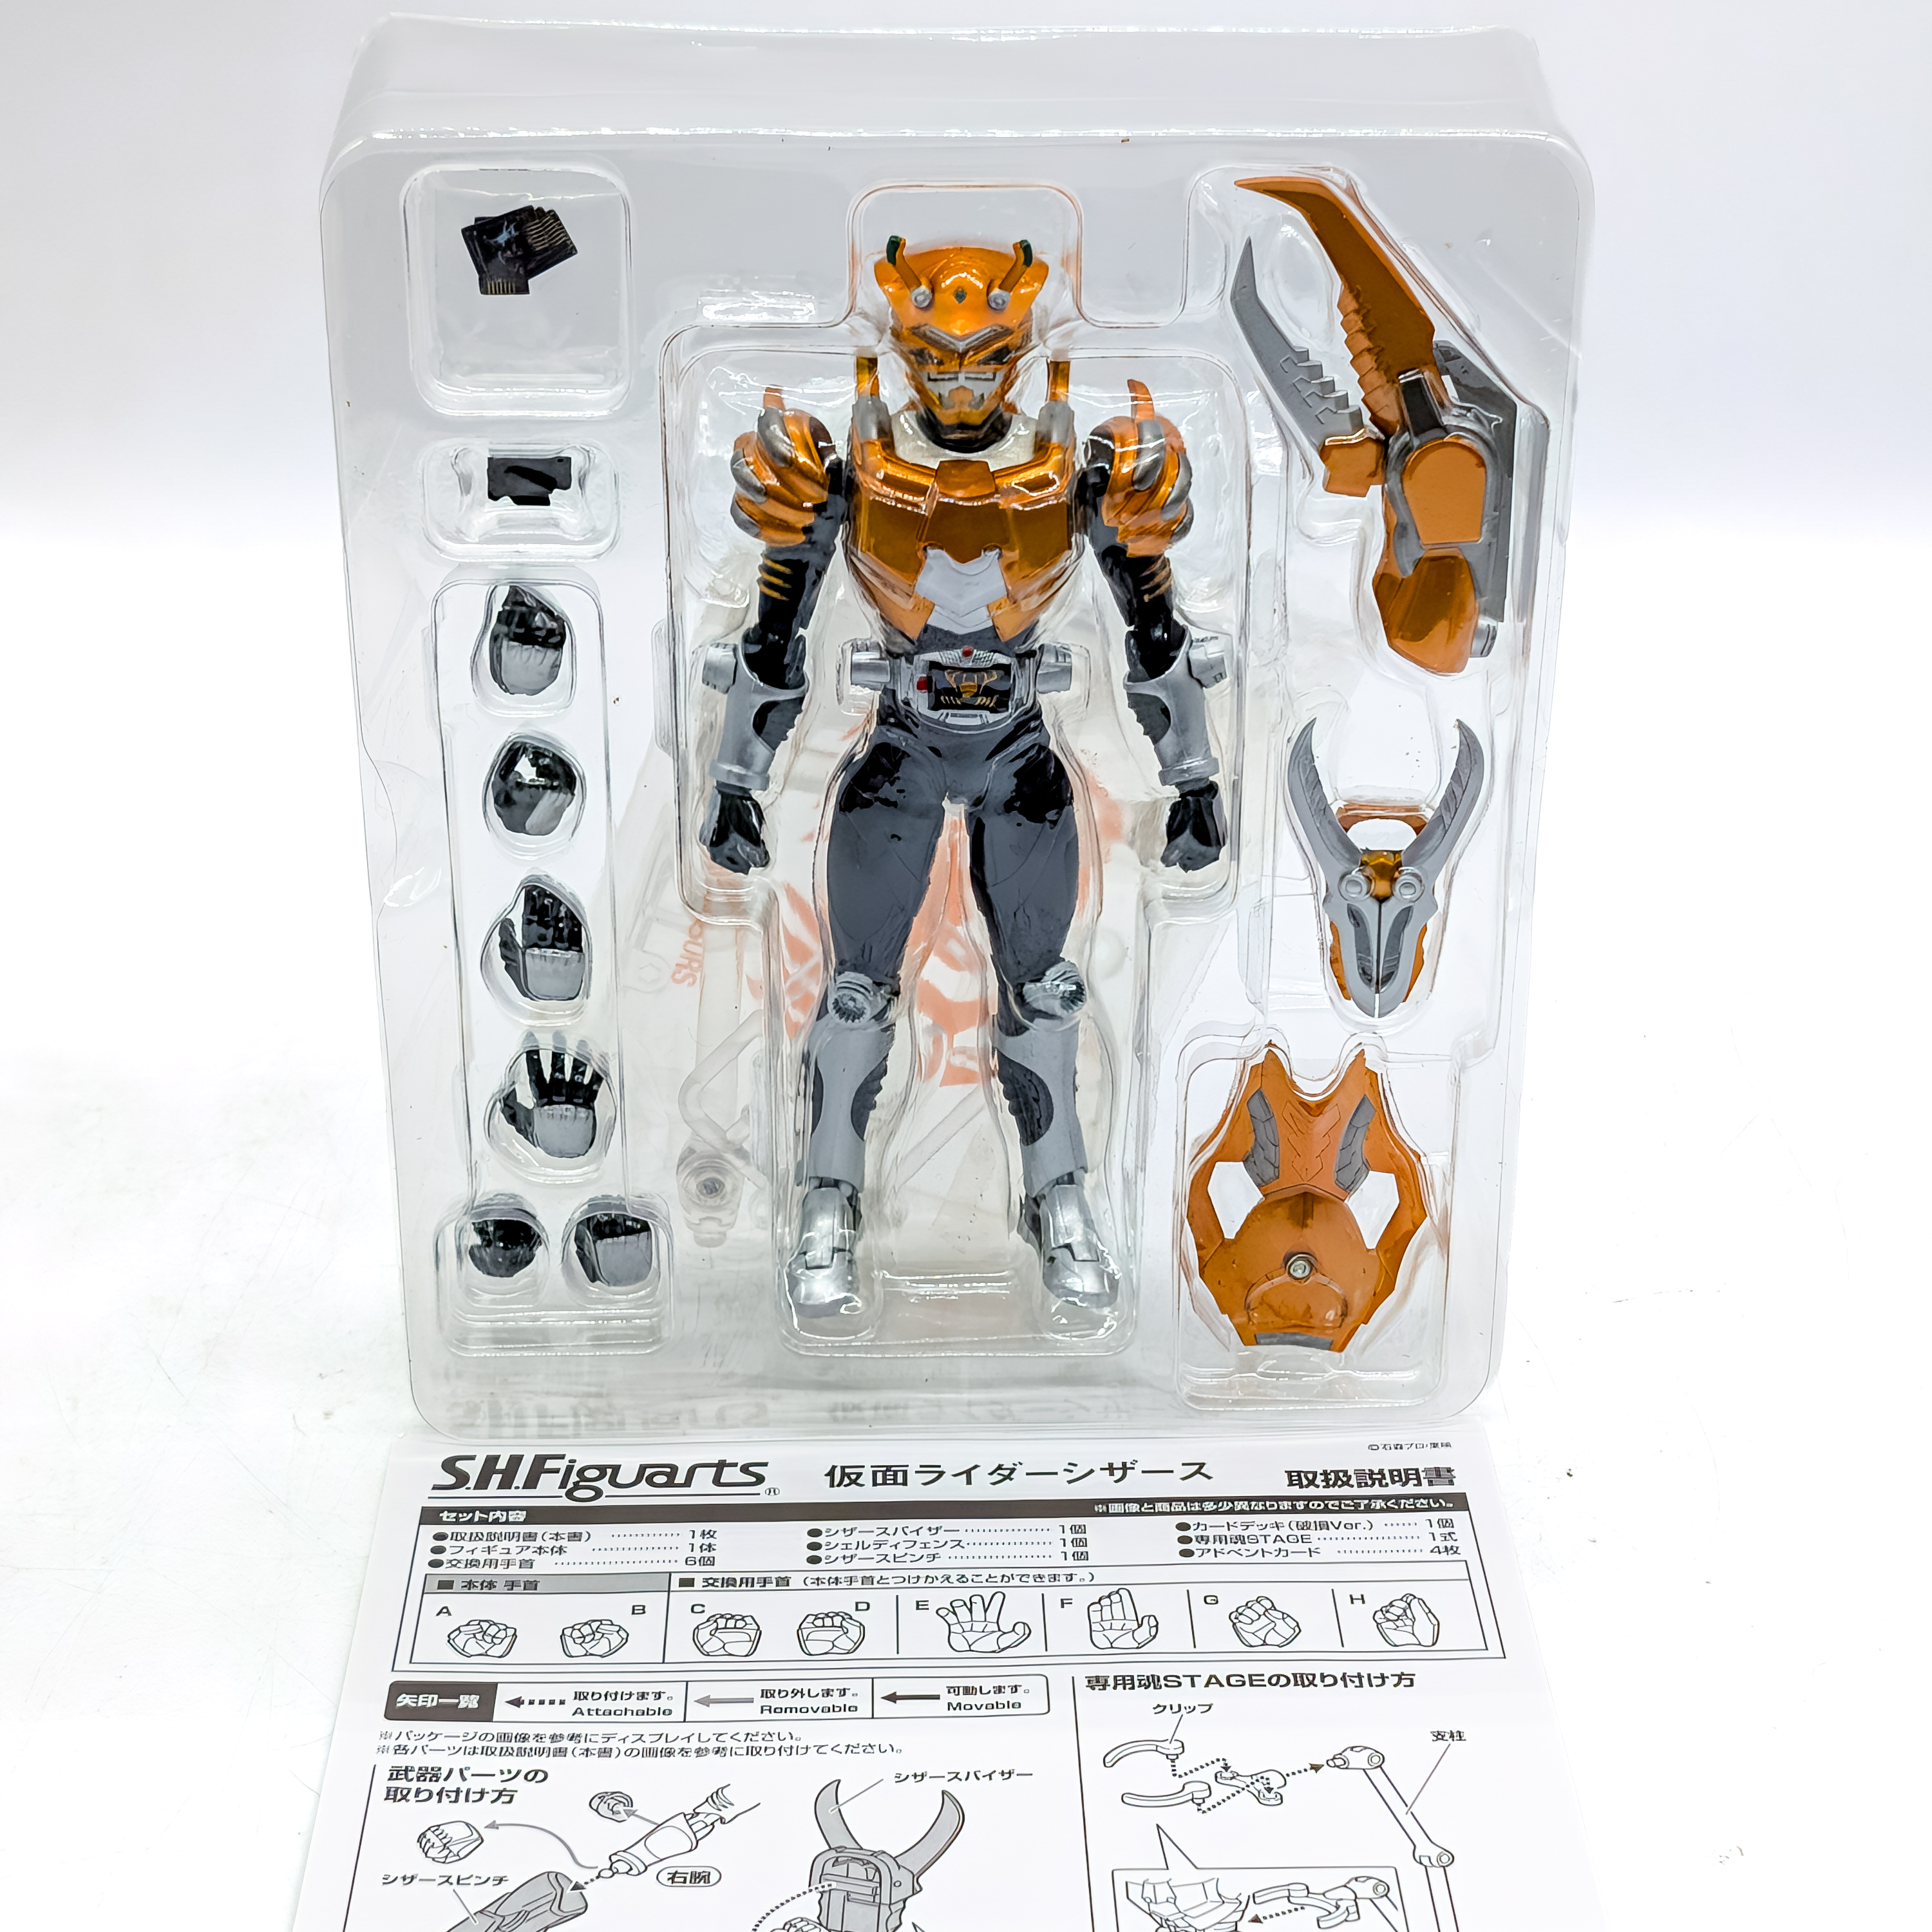 ©石森プロ・東映
S.H.Figuarts® 仮面ライダーシザース 取扱説明書
セット内容 ※画像と商品は多少異なりますのでご了承ください。
●取扱説明書(本書) ………… 1枚
●フィギュア本体 ………… 1体
●交換用手首 ………… 6個
●シザースバイザー ………… 1個
●シェルディフェンス ………… 1個
●シザースピンチ ………… 1個
●カードデッキ(破損Ver.) …… 1個
●専用魂STAGE ………… 1式
●アドベントカード ………… 4枚
■ 本体 手首
■ 交換用手首 (本体手首とつけかえることができます。)
A B C D E F G H
矢印一覧
取り付けます。
Attachable
取り外します。
Removable
可動します。
Movable
※パッケージの画像を参考にディスプレイしてください。
※各パーツは取扱説明書(本書)の画像を参考に取り付けてください。
武器パーツの
取り付け方
シザースバイザー
右腕
シザースピンチ
専用魂STAGEの取り付け方
クリップ
支柱